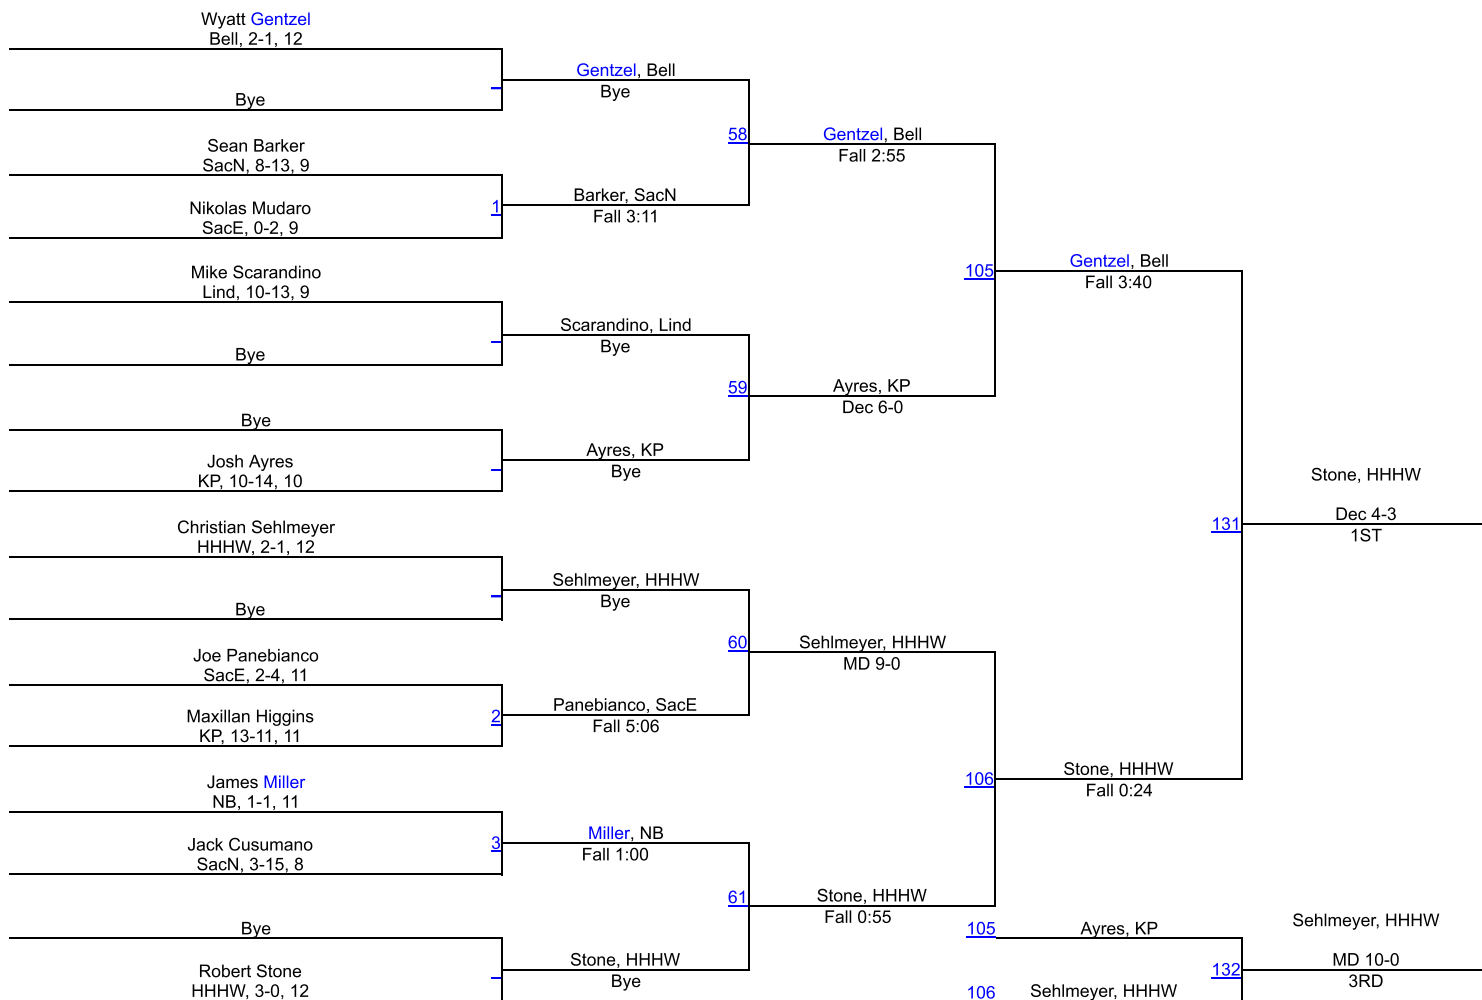 Wyatt Gentzel
Bell, 2-1, 12
Bye
Sean Barker
SacN, 8-13, 9
Nikolas Mudaro
SacE, 0-2, 9
Mike Scarandino
Lind, 10-13, 9
Bye
Bye
Josh Ayres
KP, 10-14, 10
Christian Sehlmeyer
HHHW, 2-1, 12
Bye
Joe Panebianco
SacE, 2-4, 11
Maxillan Higgins
KP, 13-11, 11
James Miller
NB, 1-1, 11
Jack Cusumano
SacN, 3-15, 8
Bye
Robert Stone
HHHW, 3-0, 12
Gentzel, Bell
Bye
1
Barker, SacN
Fall 3:11
Scarandino, Lind
Bye
Ayres, KP
Bye
Sehlmeyer, HHHW
Bye
2
Panebianco, SacE
Fall 5:06
3
Miller, NB
Fall 1:00
Stone, HHHW
Bye
58
Gentzel, Bell
Fall 2:55
59
Ayres, KP
Dec 6-0
60
Sehlmeyer, HHHW
MD 9-0
61
Stone, HHHW
Fall 0:55
105
Gentzel, Bell
Fall 3:40
106
Stone, HHHW
Fall 0:24
131
Stone, HHHW
Dec 4-3
1ST
105
Ayres, KP
106
Sehlmeyer, HHHW
132
Sehlmeyer, HHHW
MD 10-0
3RD